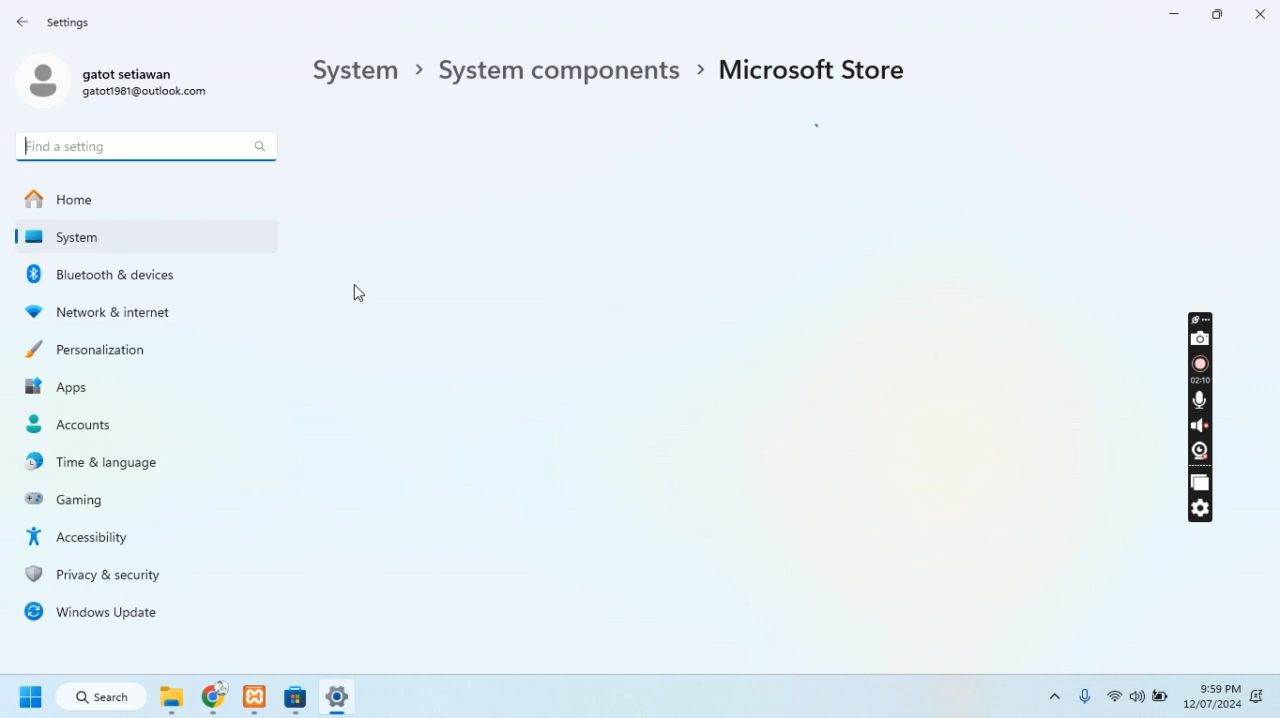 Settings
gatot setiawan
gatot1981@outlook.com
Find a setting
Home
System
Bluetooth & devices
Network & internet
Personalization
Apps
Accounts
Time & language
Gaming
Accessibility
Privacy & security
Windows Update
System > System components > Microsoft Store
02:10
Search
9:59 PM
12/07/2024